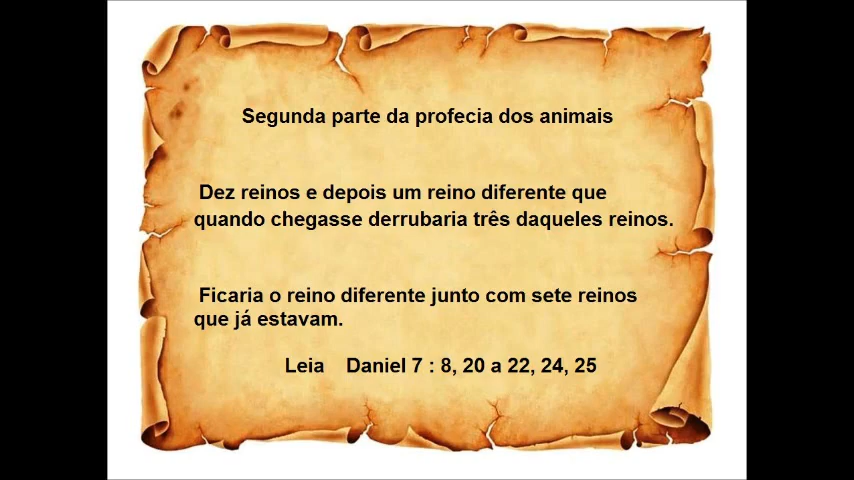 Segunda parte da profecia dos animais
Dez reinos e depois um reino diferente que
quando chegasse derrubaria três daqueles reinos.
Ficaria o reino diferente junto com sete reinos
que já estavam.
Leia Daniel 7 : 8, 20 a 22, 24, 25